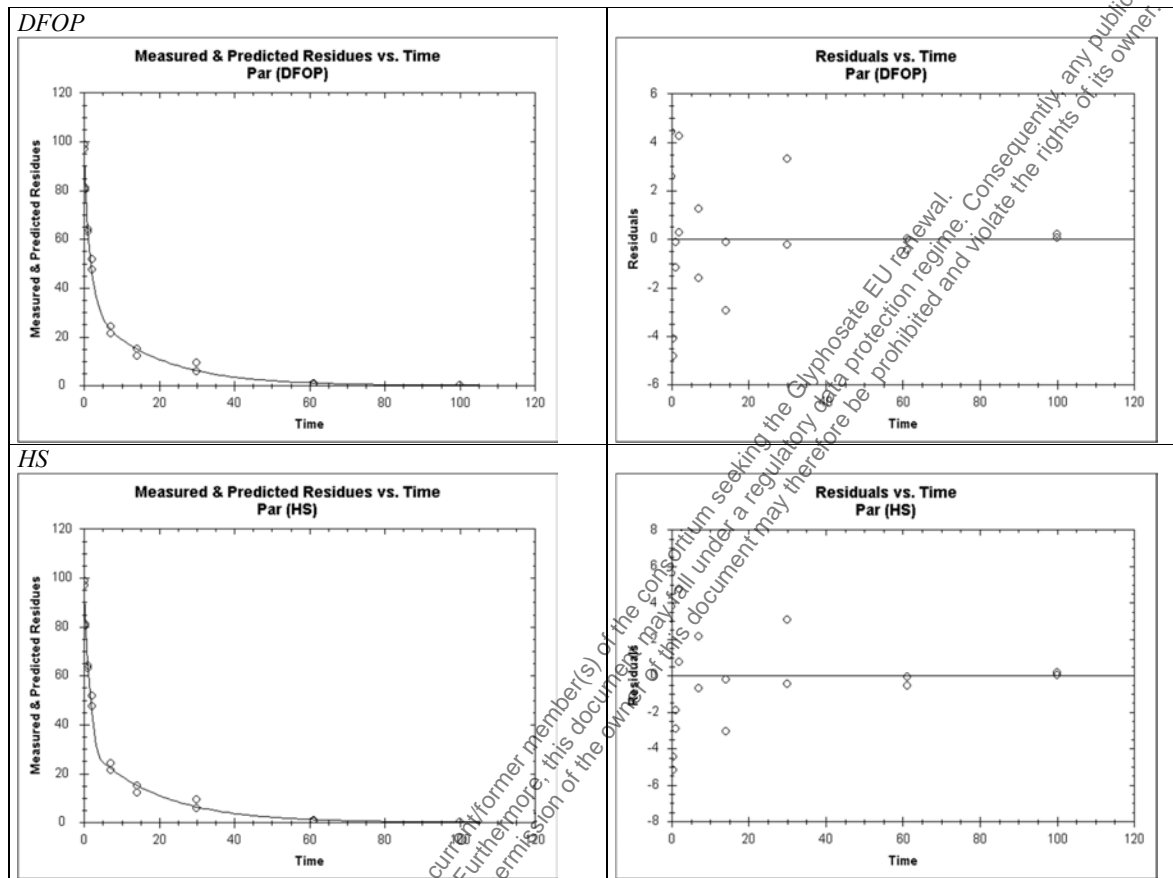 DFOP
Measured & Predicted Residues vs. Time
Par (DFOP)
Measured & Predicted Residues
120
100
80
60
40
20
0
0 20 40 60 80 100 120
Time
Residuals vs. Time
Par (DFOP)
Residuals
6
4
2
0
-2
-4
-6
0 20 40 60 80 100 120
Time
HS
Measured & Predicted Residues vs. Time
Par (HS)
Measured & Predicted Residues
120
100
80
60
40
20
0
0 20 40 60 80 100 120
Time
Residuals vs. Time
Par (HS)
Residuals
8
6
4
2
0
-2
-4
-6
-8
0 20 40 60 80 100 120
Time
current/former member(s) of the consortium seeking the Glyphosate EU renewal.
Furthermore, this document may fall under a regulatory data protection regime. Consequently, any
of the owner of this document may therefore be prohibited and violate the rights of its owner.